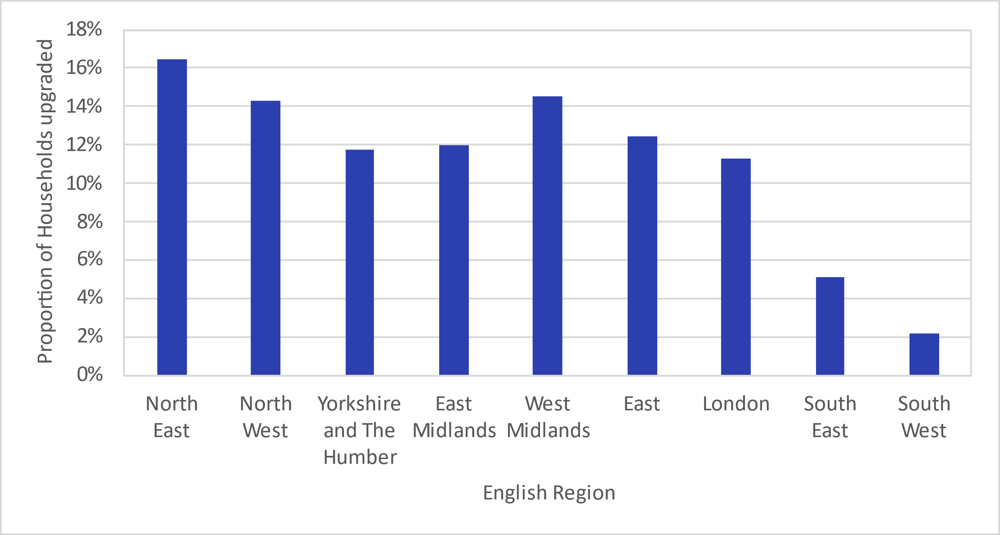 Proportion of Households upgraded
18%
16%
14%
12%
10%
8%
6%
4%
2%
0%
North
East
North
West
Yorkshire
and The
Humber
East
Midlands
West
Midlands
East
London
South
East
South
West
English Region